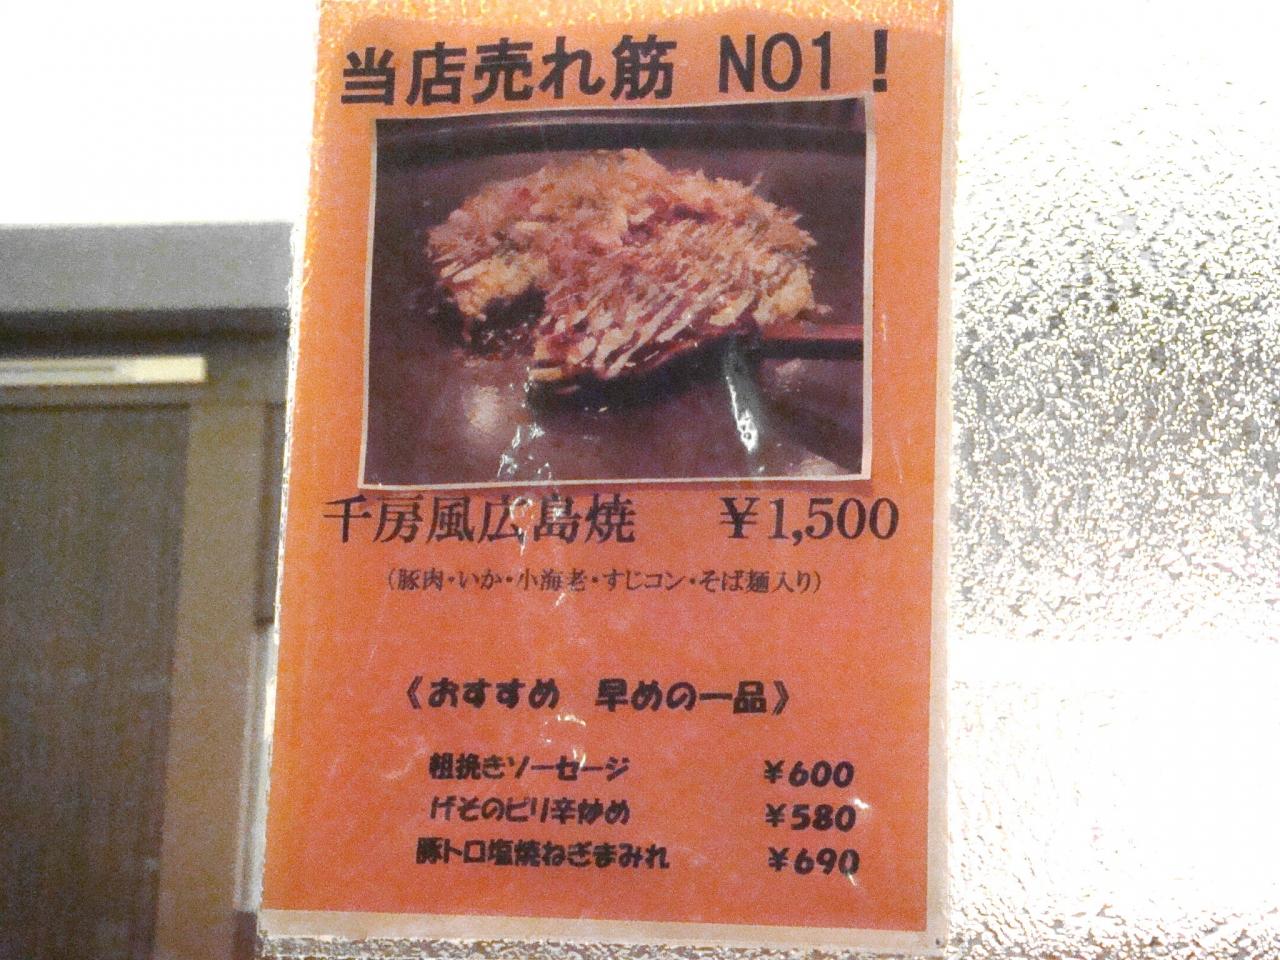 当店売れ筋 NO1！
千房風広島焼 ￥1,500
（豚肉・いか・小海老・すじコン・そば麺入り）
《おすすめ 早めの一品》
粗挽きソーセージ ￥600
げそのピリ辛炒め ￥580
豚トロ塩焼ねぎまみれ ￥690